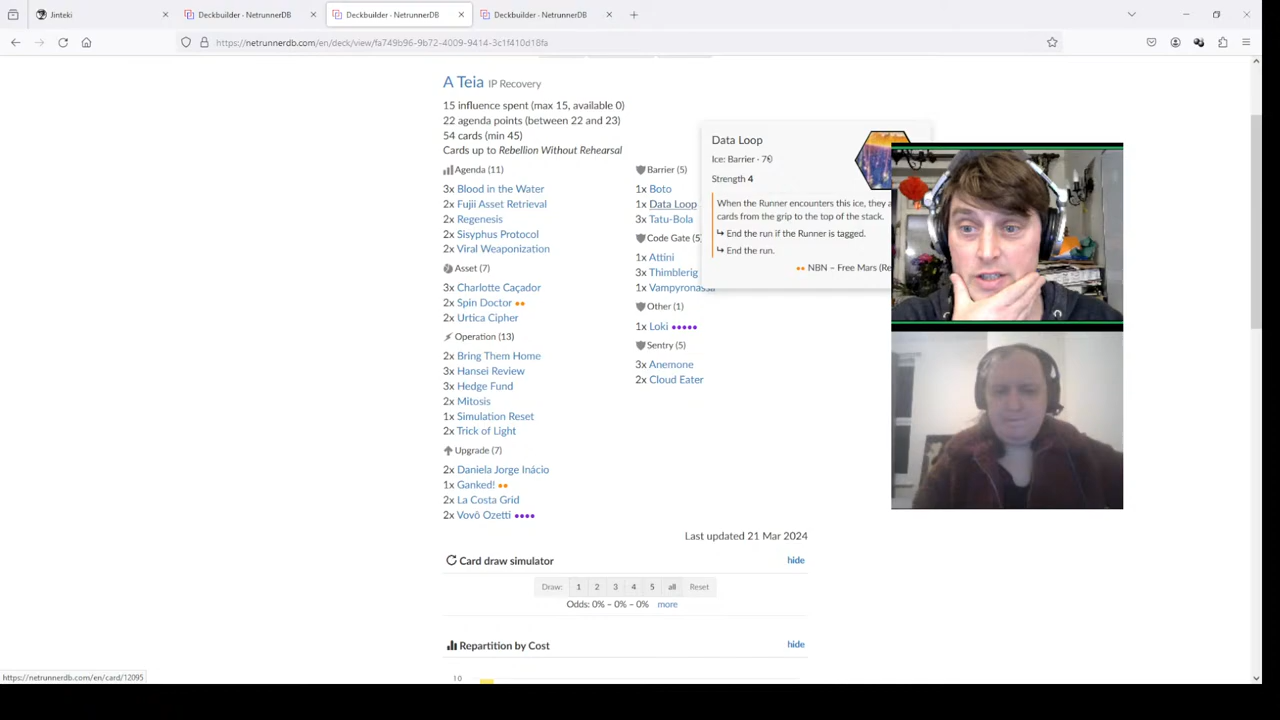 Jinteki
Deckbuilder · NetrunnerDB
Deckbuilder · NetrunnerDB
Deckbuilder · NetrunnerDB
https://netrunnerdb.com/en/deck/view/fa749b96-9b72-4009-9414-3c1f410d18fa
A Teia IP Recovery
15 influence spent (max 15, available 0)
22 agenda points (between 22 and 23)
54 cards (min 45)
Cards up to Rebellion Without Rehearsal
Agenda (11)
3x Blood in the Water
2x Fujii Asset Retrieval
2x Regenesis
2x Sisyphus Protocol
2x Viral Weaponization
Asset (7)
3x Charlotte Caçador
2x Spin Doctor
2x Urtica Cipher
Operation (13)
2x Bring Them Home
3x Hansei Review
3x Hedge Fund
2x Mitosis
1x Simulation Reset
2x Trick of Light
Upgrade (7)
2x Daniela Jorge Inácio
1x Ganked!
2x La Costa Grid
2x Vovô Ozetti
Barrier (5)
1x Boto
1x Data Loop
3x Tatu-Bola
Code Gate (5)
1x Attini
3x Thimblerig
1x Vampyronassa
Other (1)
1x Loki
Sentry (5)
3x Anemone
2x Cloud Eater
Data Loop
Ice: Barrier · 7
Strength 4
When the Runner encounters this ice, they a
cards from the grip to the top of the stack.
End the run if the Runner is tagged.
End the run.
NBN – Free Mars (Re
Last updated 21 Mar 2024
Card draw simulator hide
Draw: 1 2 3 4 5 all Reset
Odds: 0% – 0% – 0% more
Repartition by Cost hide
10
https://netrunnerdb.com/en/card/12095